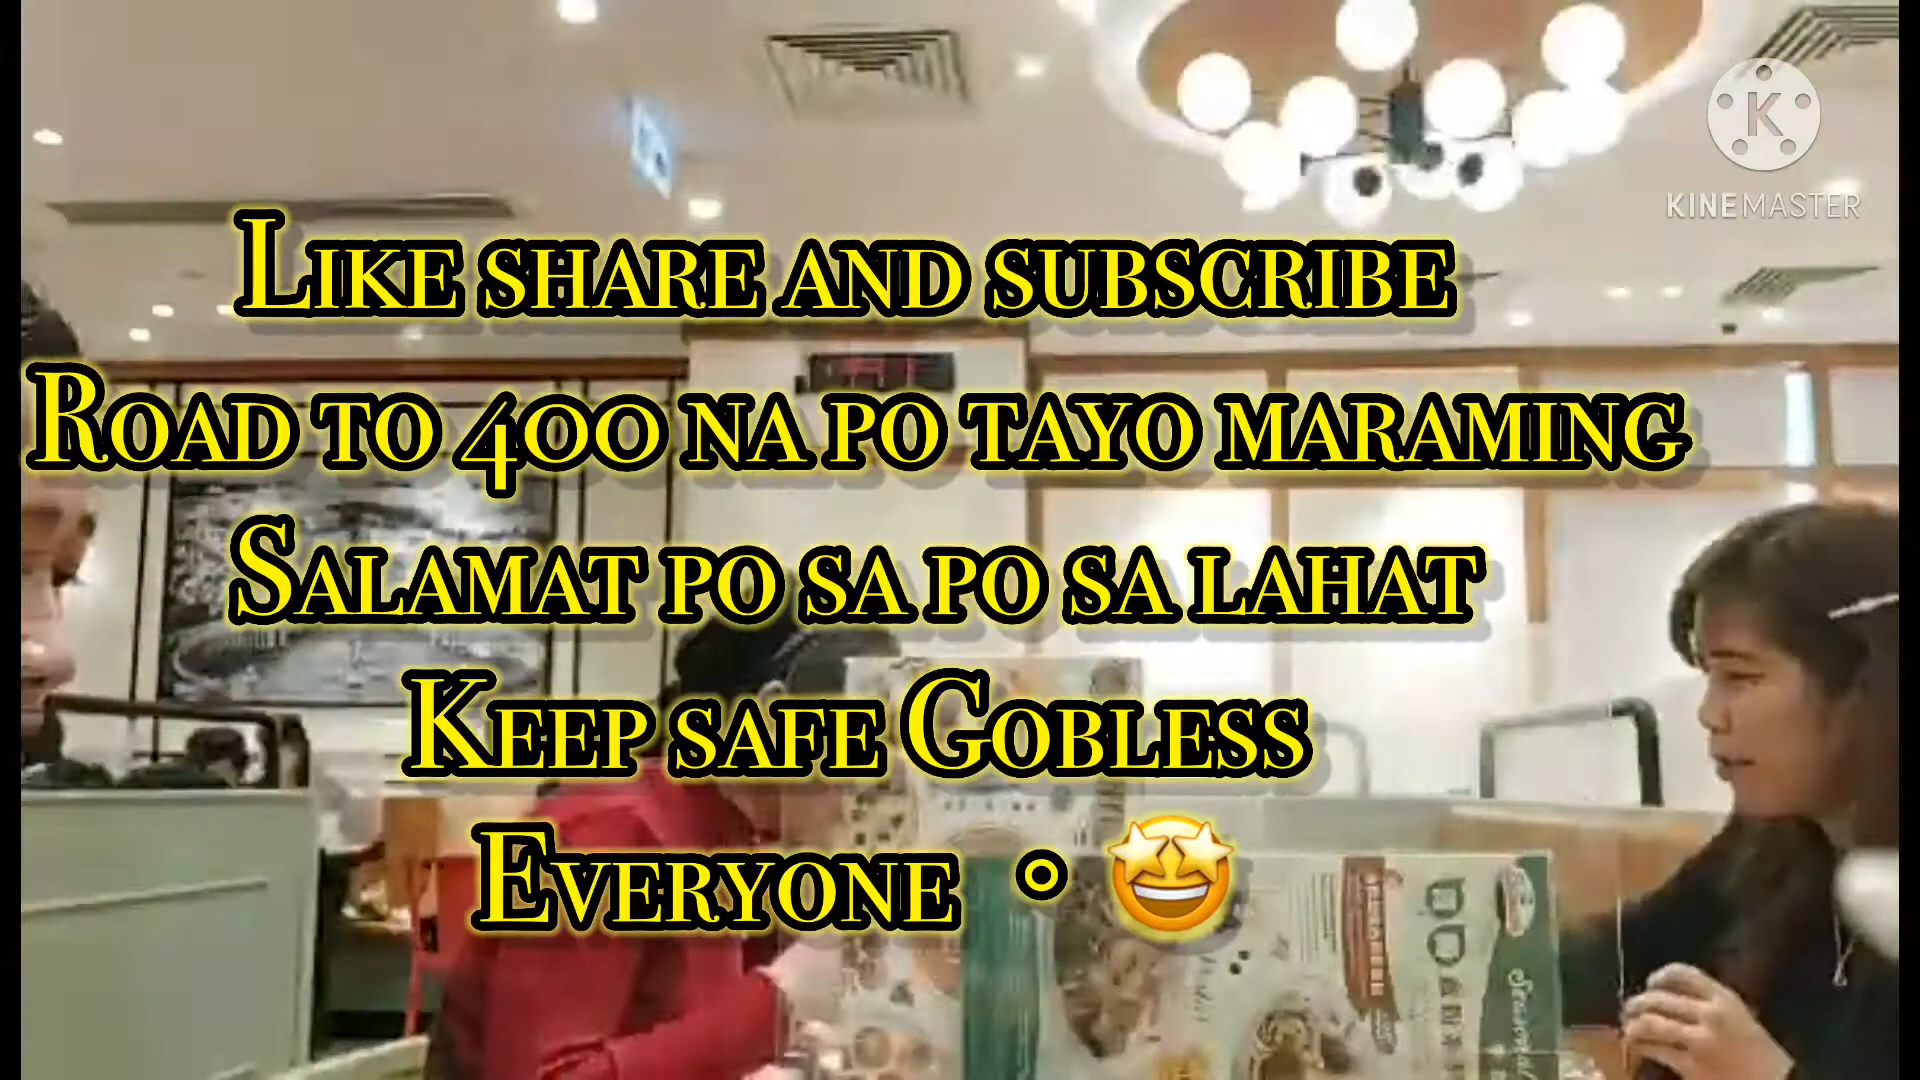 KINEMASTER
Like share and subscribe
Road to 400 na po tayo maraming
Salamat po sa po sa lahat
Keep safe Gobless
Everyone 🤩